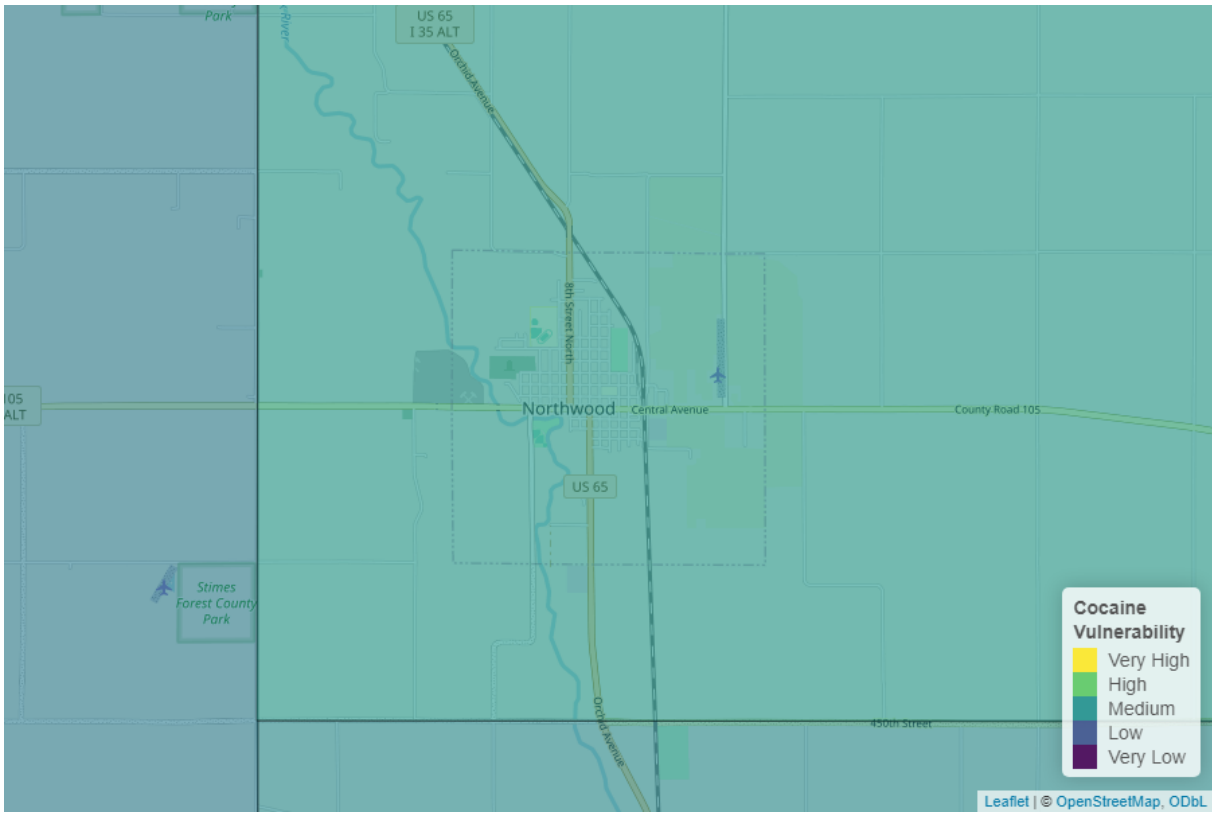 Park
River
US 65
I 35 ALT
Orchid Avenue
8th Street North
105
ALT
Northwood
Central Avenue
County Road 105
US 65
Stimes
Forest County
Park
Orchid Avenue
450th Street
Cocaine
Vulnerability
Very High
High
Medium
Low
Very Low
Leaflet | © OpenStreetMap, ODbL